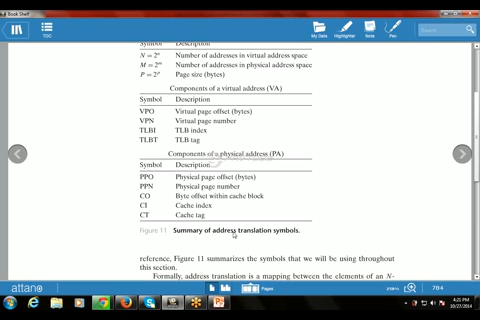 Book Shelf
TOC
My Data
Highlighter
Note
Pen
Search
Symbol Description
N = 2ⁿ Number of addresses in virtual address space
M = 2ᵐ Number of addresses in physical address space
P = 2ᵖ Page size (bytes)
Components of a virtual address (VA)
Symbol Description
VPO Virtual page offset (bytes)
VPN Virtual page number
TLBI TLB index
TLBT TLB tag
Components of a physical address (PA)
Symbol Description
PPO Physical page offset (bytes)
PPN Physical page number
CO Byte offset within cache block
CI Cache index
CT Cache tag
Figure 11 Summary of address translation symbols.
reference, Figure 11 summarizes the symbols that we will be using throughout
this section.
Formally, address translation is a mapping between the elements of an N-
attano
Pages
784
4:21 PM
10/27/2014